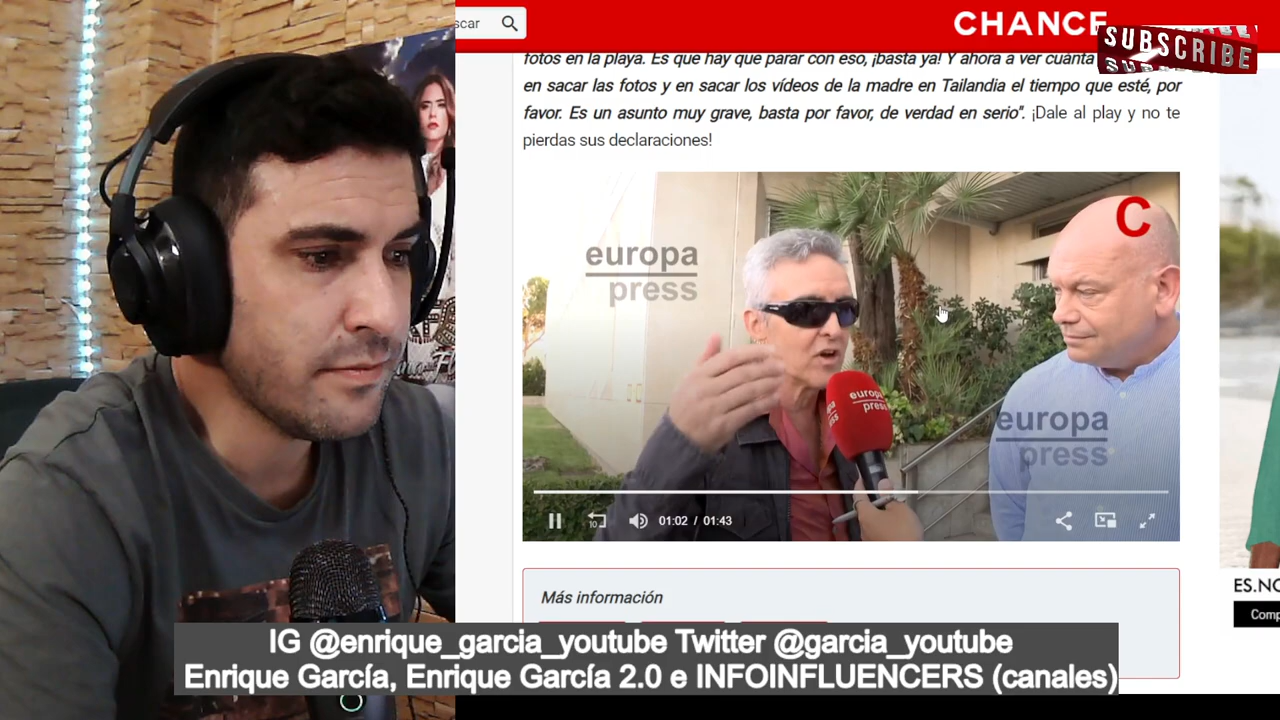 scar
CHANCE
SUBSCRIBE
fotos en la playa. Es que hay que parar con eso, ¡basta ya! Y ahora a ver cuánta
en sacar las fotos y en sacar los vídeos de la madre en Tailandia el tiempo que esté, por
favor. Es un asunto muy grave, basta por favor, de verdad en serio". ¡Dale al play y no te
pierdas sus declaraciones!
C
europa
press
europa
press
europa
press
10
01:02 / 01:43
Más información
ES.NO
Comp
IG @enrique_garcia_youtube Twitter @garcia_youtube
Enrique García, Enrique García 2.0 e INFOINFLUENCERS (canales)